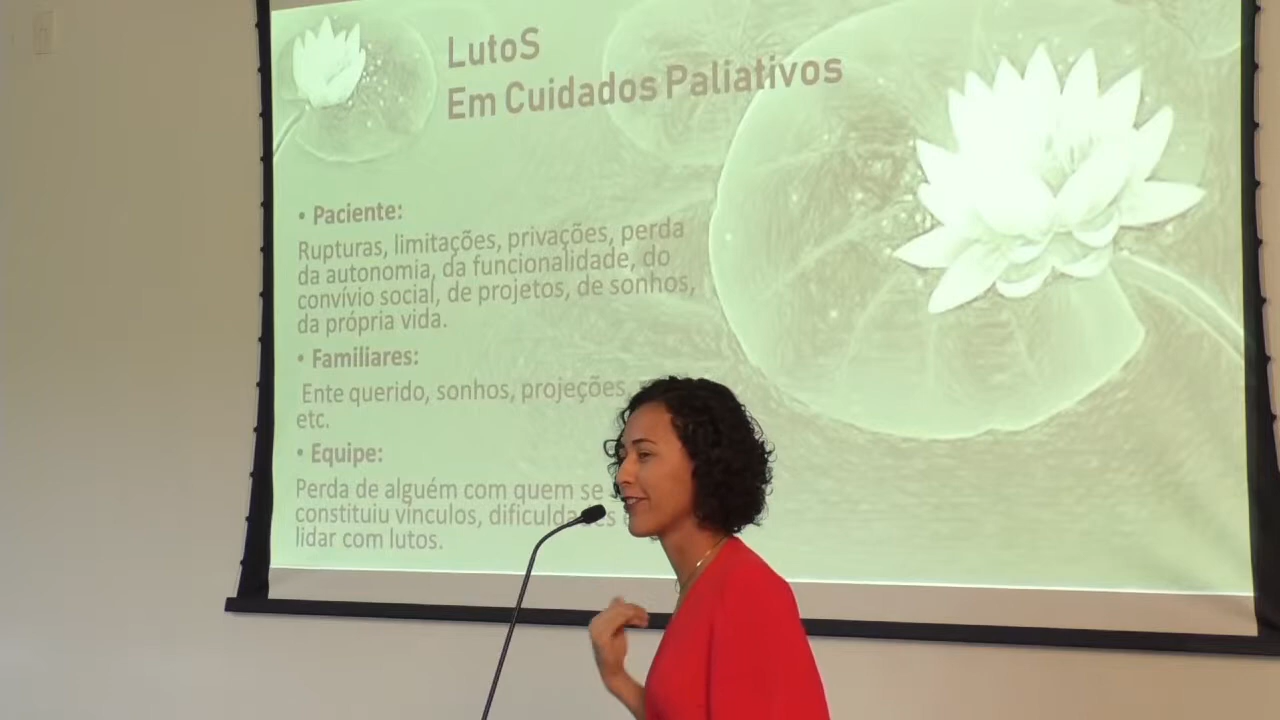 LutoS
Em Cuidados Paliativos
• Paciente:
Rupturas, limitações, privações, perda
da autonomia, da funcionalidade, do
convívio social, de projetos, de sonhos,
da própria vida.
• Familiares:
Ente querido, sonhos, projeções,
etc.
• Equipe:
Perda de alguém com quem se
constituiu vínculos, dificuldades
lidar com lutos.